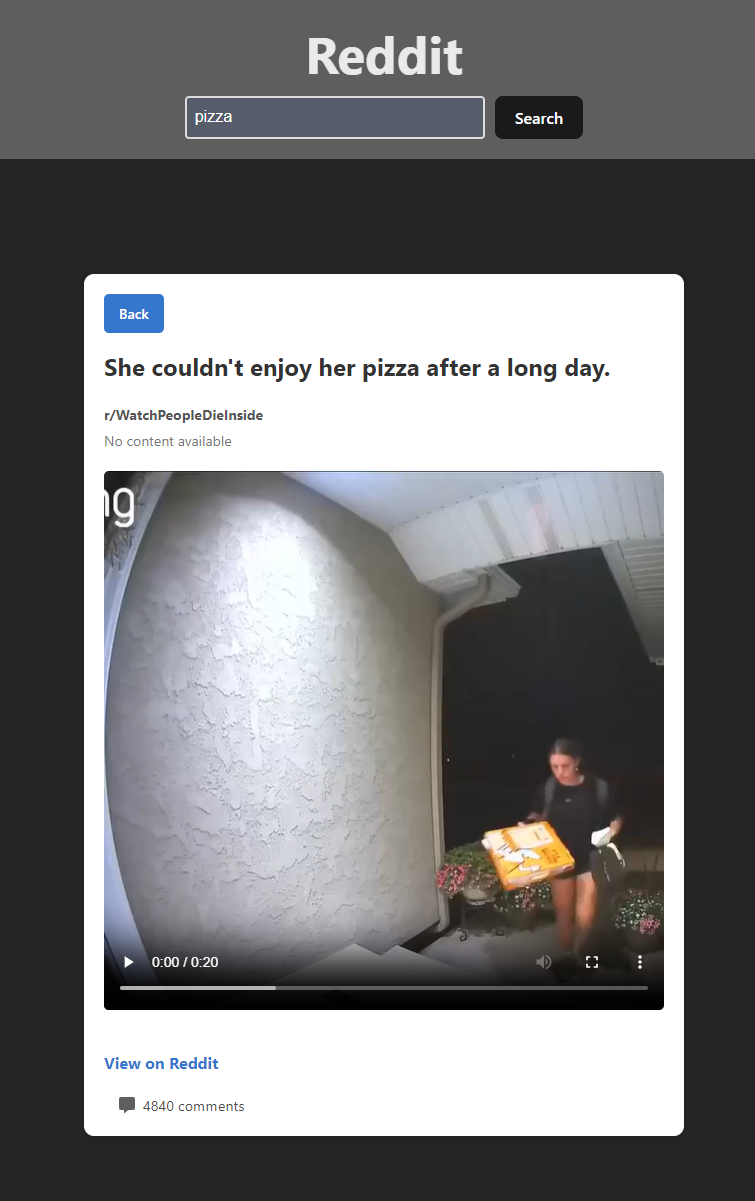 Reddit
pizza
Search
Back
She couldn't enjoy her pizza after a long day.
r/WatchPeopleDieInside
No content available
ng
0:00 / 0:20
View on Reddit
4840 comments